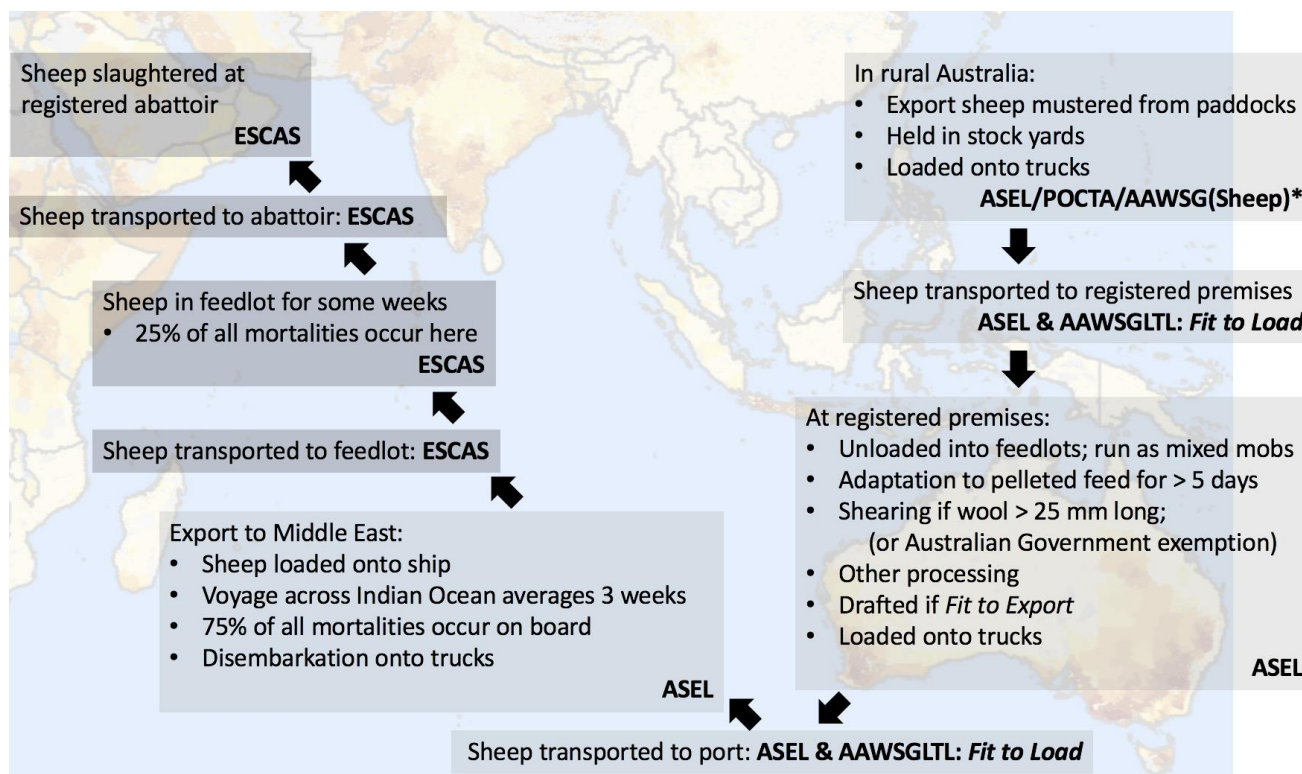 In rural Australia:
• Export sheep mustered from paddocks
• Held in stock yards
• Loaded onto trucks
ASEL/POCTA/AAWSG(Sheep)*
Sheep transported to registered premises
ASEL & AAWSGLTL: Fit to Load
At registered premises:
• Unloaded into feedlots; run as mixed mobs
• Adaptation to pelleted feed for > 5 days
• Shearing if wool > 25 mm long;
(or Australian Government exemption)
• Other processing
• Drafted if Fit to Export
• Loaded onto trucks
ASEL
Sheep transported to port: ASEL & AAWSGLTL: Fit to Load
Export to Middle East:
• Sheep loaded onto ship
• Voyage across Indian Ocean averages 3 weeks
• 75% of all mortalities occur on board
• Disembarkation onto trucks
ASEL
Sheep transported to feedlot: ESCAS
Sheep in feedlot for some weeks
• 25% of all mortalities occur here
ESCAS
Sheep transported to abattoir: ESCAS
Sheep slaughtered at
registered abattoir
ESCAS